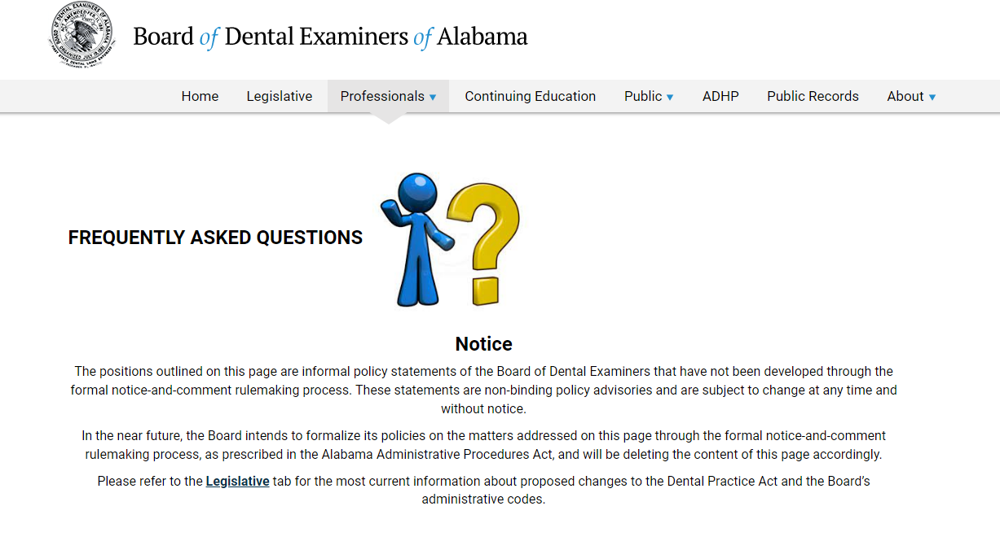 BOARD OF DENTAL EXAMINERS OF ALABAMA
Board of Dental Examiners of Alabama
Home Legislative Professionals ▼ Continuing Education Public ▼ ADHP Public Records About ▼
FREQUENTLY ASKED QUESTIONS
?
Notice
The positions outlined on this page are informal policy statements of the Board of Dental Examiners that have not been developed through the
formal notice-and-comment rulemaking process. These statements are non-binding policy advisories and are subject to change at any time and
without notice.
In the near future, the Board intends to formalize its policies on the matters addressed on this page through the formal notice-and-comment
rulemaking process, as prescribed in the Alabama Administrative Procedures Act, and will be deleting the content of this page accordingly.
Please refer to the Legislative tab for the most current information about proposed changes to the Dental Practice Act and the Board’s
administrative codes.